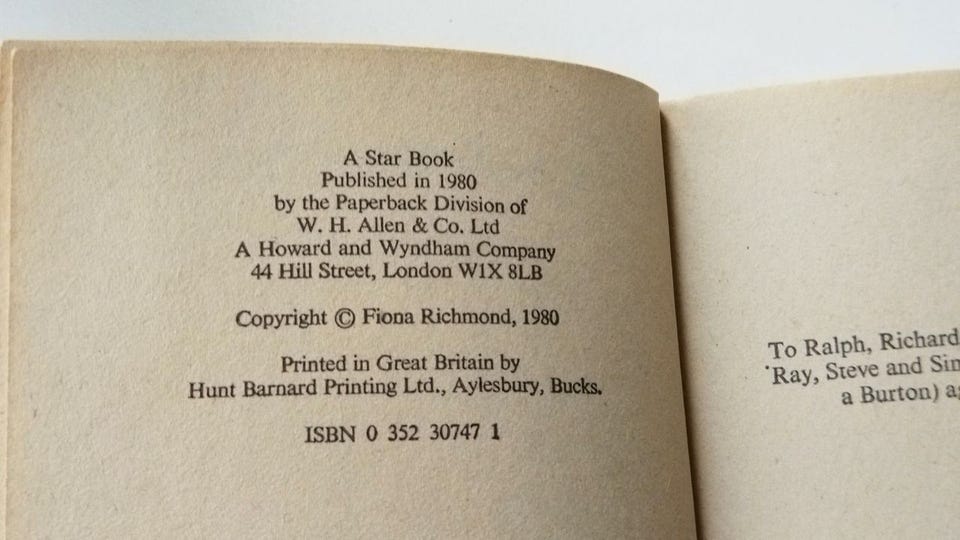 A Star Book
Published in 1980
by the Paperback Division of
W. H. Allen & Co. Ltd
A Howard and Wyndham Company
44 Hill Street, London W1X 8LB
Copyright © Fiona Richmond, 1980
Printed in Great Britain by
Hunt Barnard Printing Ltd., Aylesbury, Bucks.
ISBN 0 352 30747 1
To Ralph, Richard,
Ray, Steve and
a Burton)